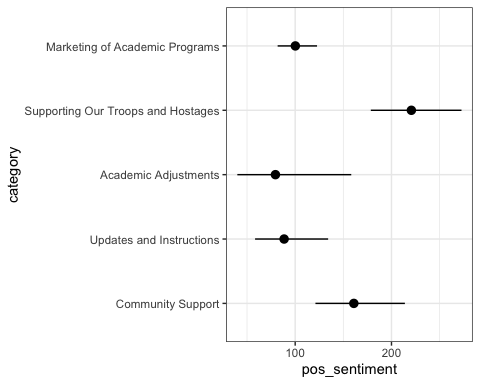 Marketing of Academic Programs
Supporting Our Troops and Hostages
Academic Adjustments
Updates and Instructions
Community Support
category
100
200
pos_sentiment